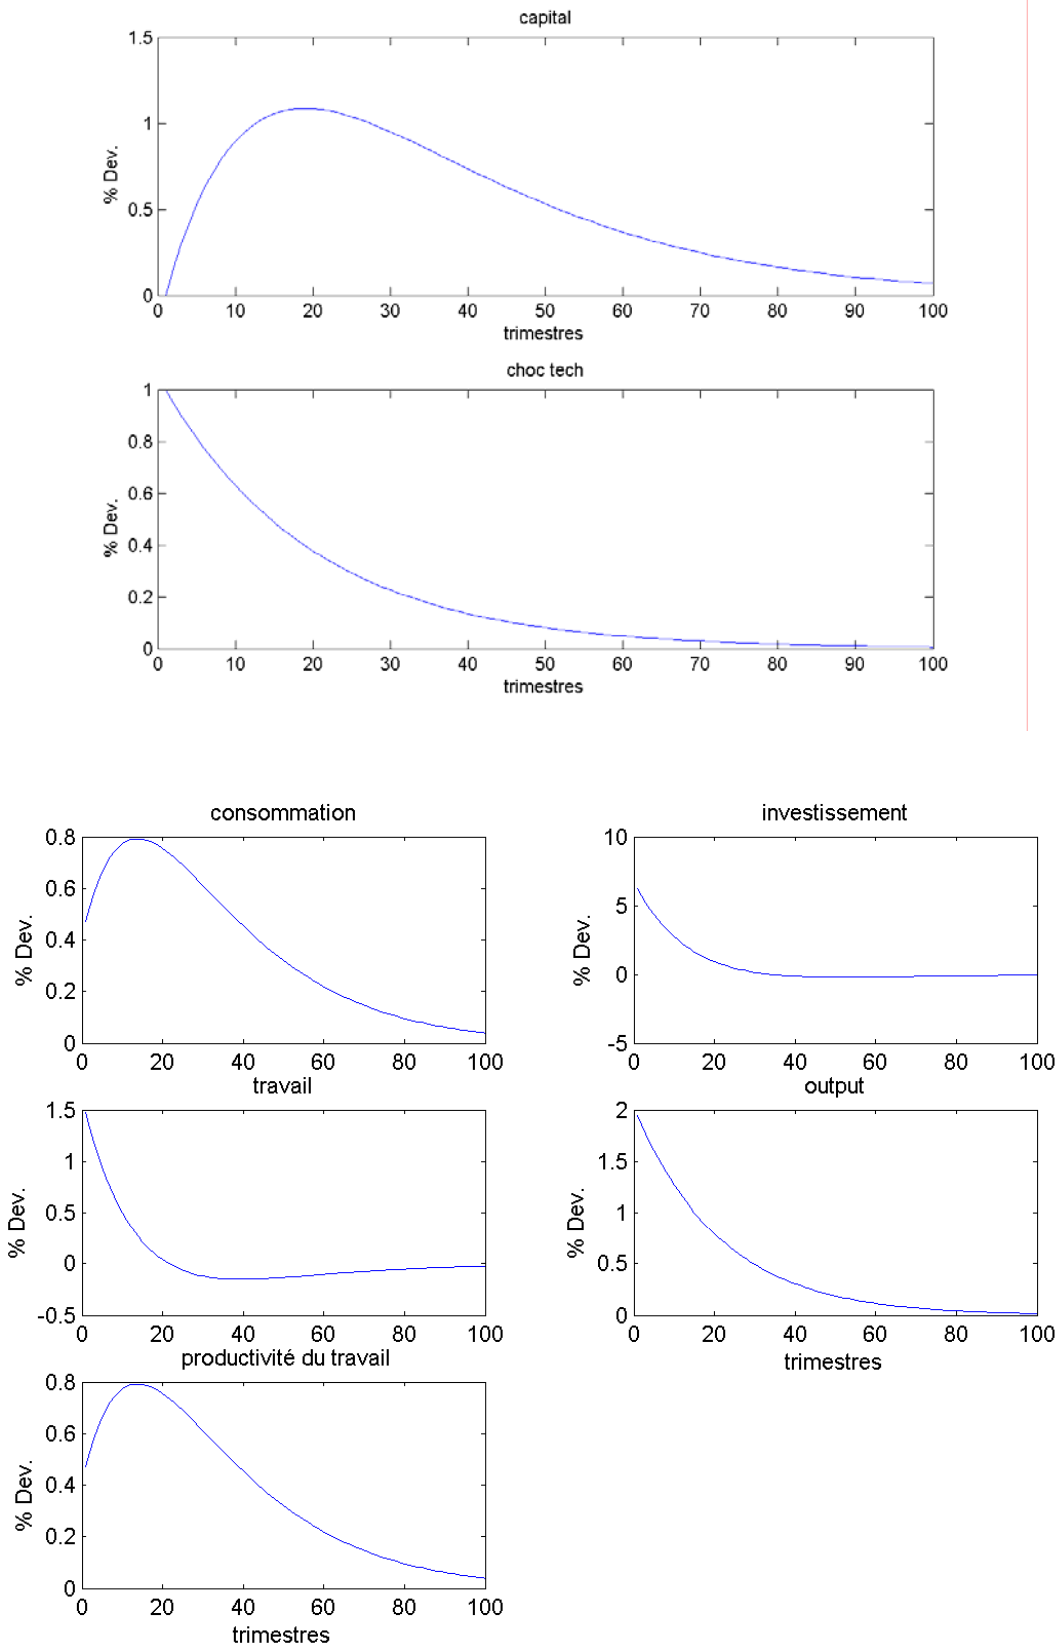 capital
1.5
1
0.5
0
% Dev.
0 10 20 30 40 50 60 70 80 90 100
trimestres
choc tech
1
0.8
0.6
0.4
0.2
0
% Dev.
0 10 20 30 40 50 60 70 80 90 100
trimestres
consommation
0.8
0.6
0.4
0.2
0
% Dev.
0 20 40 60 80 100
investissement
10
5
0
-5
% Dev.
0 20 40 60 80 100
travail
1.5
1
0.5
0
-0.5
% Dev.
0 20 40 60 80 100
output
2
1.5
1
0.5
0
% Dev.
0 20 40 60 80 100
trimestres
productivité du travail
0.8
0.6
0.4
0.2
0
% Dev.
0 20 40 60 80 100
trimestres